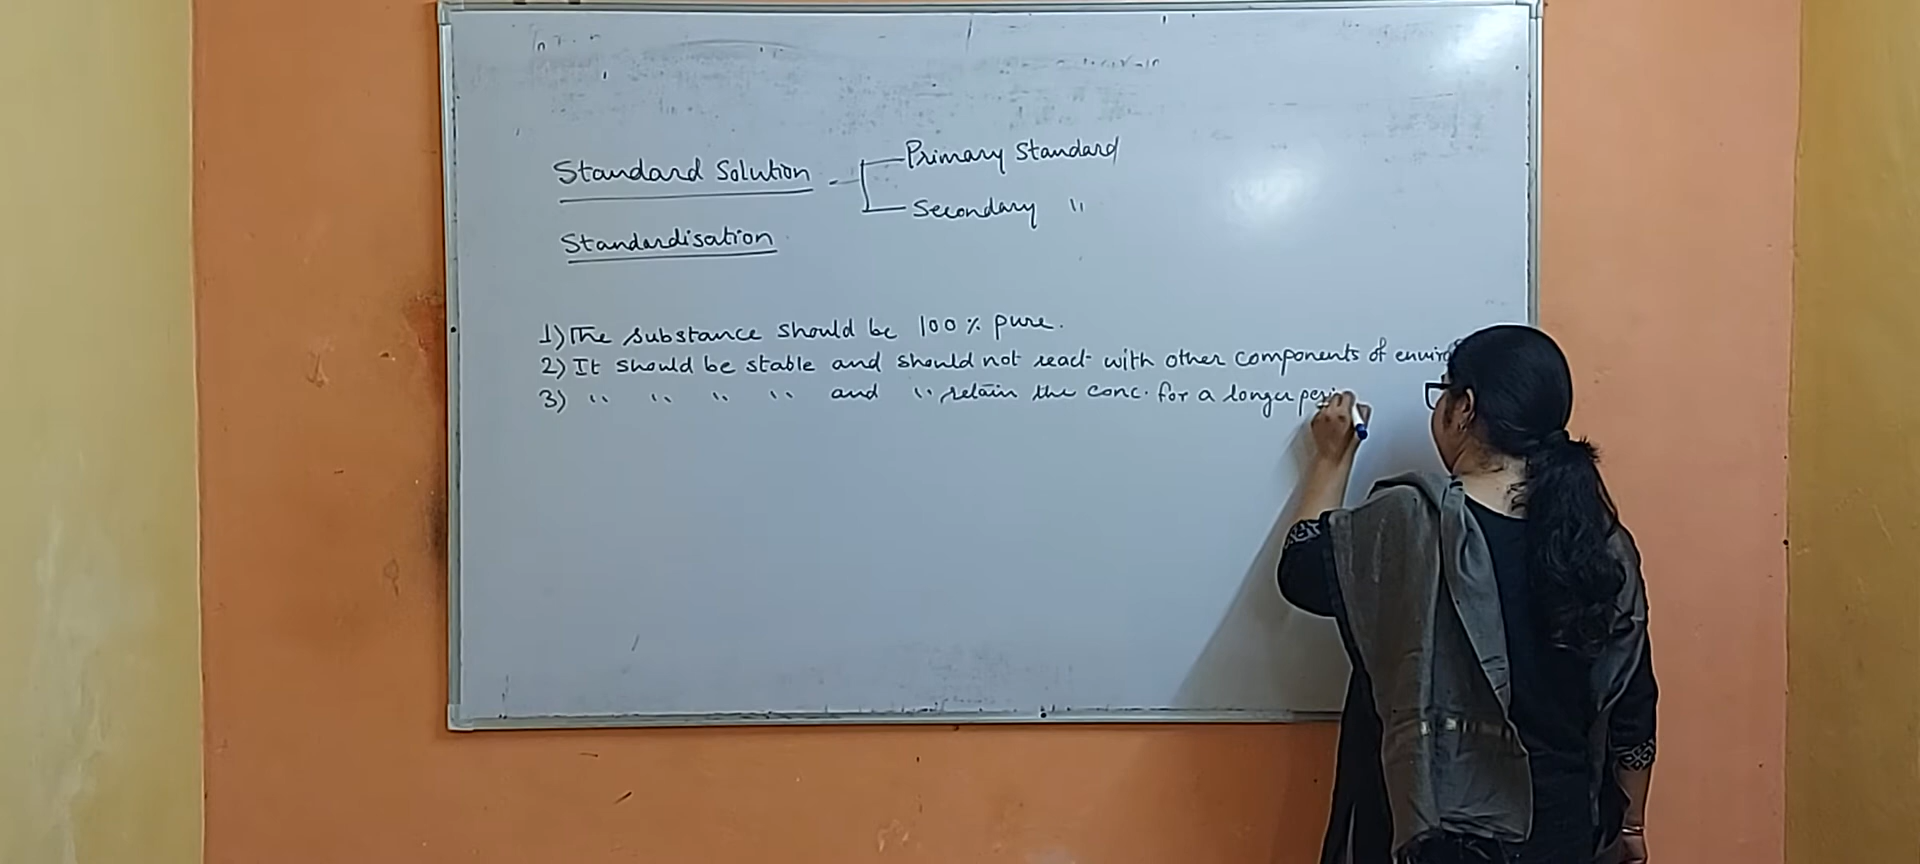 Standard Solution
Primary Standard
Secondary "
Standardisation
1) The substance should be 100% pure.
2) It should be stable and should not react with other components of
3) " " " " and " retain the conc. for a longer